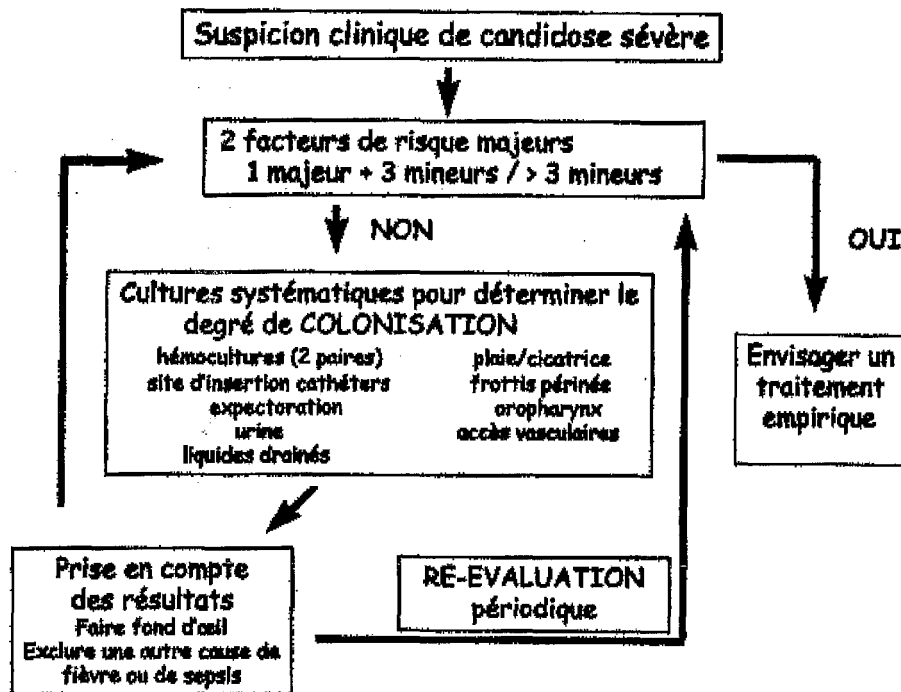 Suspicion clinique de candidose sévère
2 facteurs de risque majeurs
1 majeur + 3 mineurs / > 3 mineurs
NON
OUI
Cultures systématiques pour déterminer le
degré de COLONISATION
hémocultures (2 paires)
site d'insertion cathéters
expectoration
urine
liquides drainés
plaie/cicatrice
frottis périnée
oropharynx
accès vasculaires
Envisager un
traitement
empirique
Prise en compte
des résultats
Faire fond d'œil
Exclure une autre cause de
fièvre ou de sepsis
RE-EVALUATION
périodique